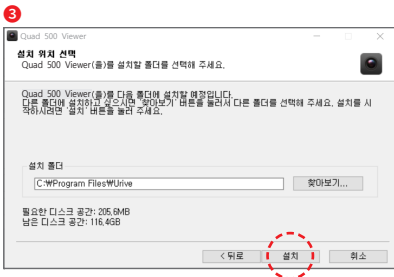 3
Quad 500 Viewer
설치 위치 선택
Quad 500 Viewer(을)를 설치할 폴더를 선택해 주세요.
Quad 500 Viewer(을)를 다음 폴더에 설치할 예정입니다.
다른 폴더에 설치하고 싶으시면 '찾아보기' 버튼을 눌러서 다른 폴더를 선택해 주세요. 설치를 시
작하시려면 '설치' 버튼을 눌러 주세요.
설치 폴더
C:₩Program Files₩Urive
찾아보기...
필요한 디스크 공간: 205.6MB
남은 디스크 공간: 116.4GB
< 뒤로 설치 취소